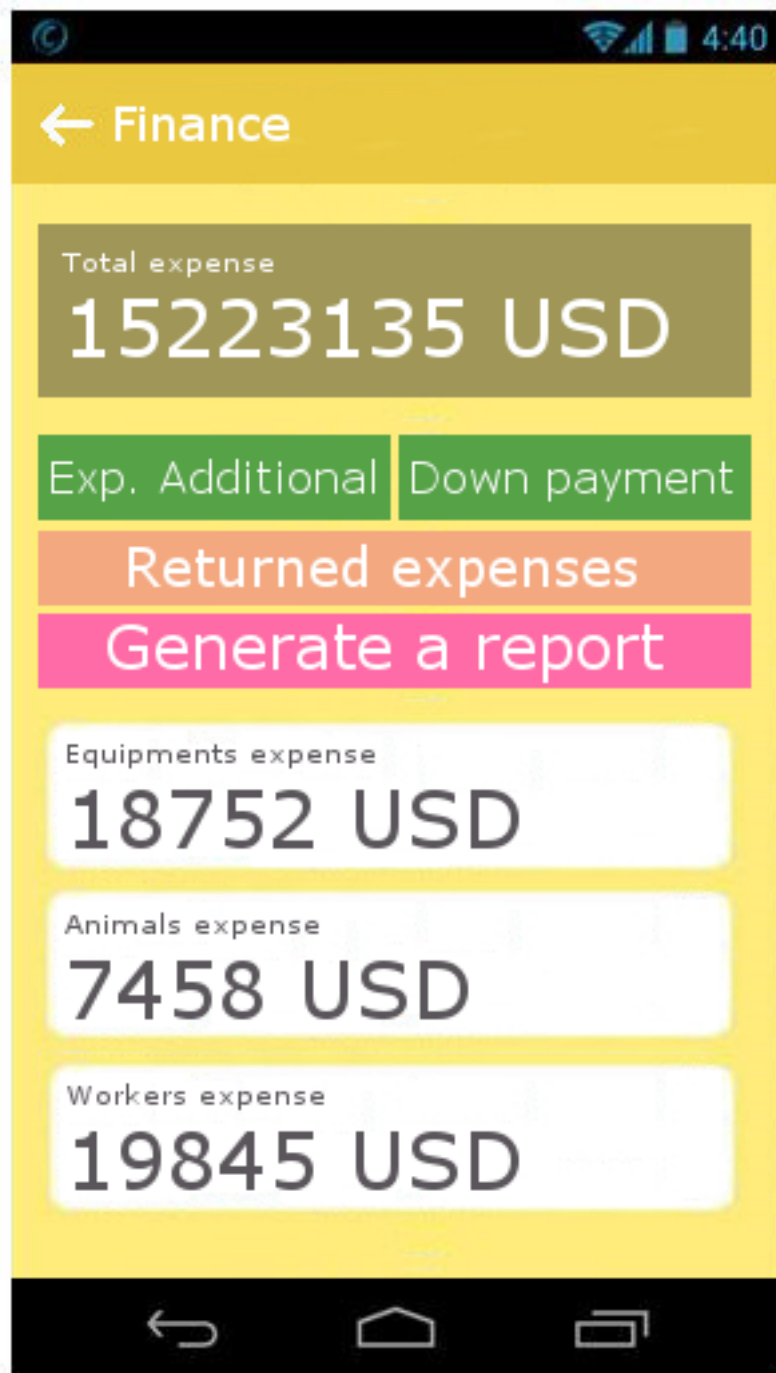 4:40
Finance
Total expense
15223135 USD
Exp. Additional
Down payment
Returned expenses
Generate a report
Equipments expense
18752 USD
Animals expense
7458 USD
Workers expense
19845 USD